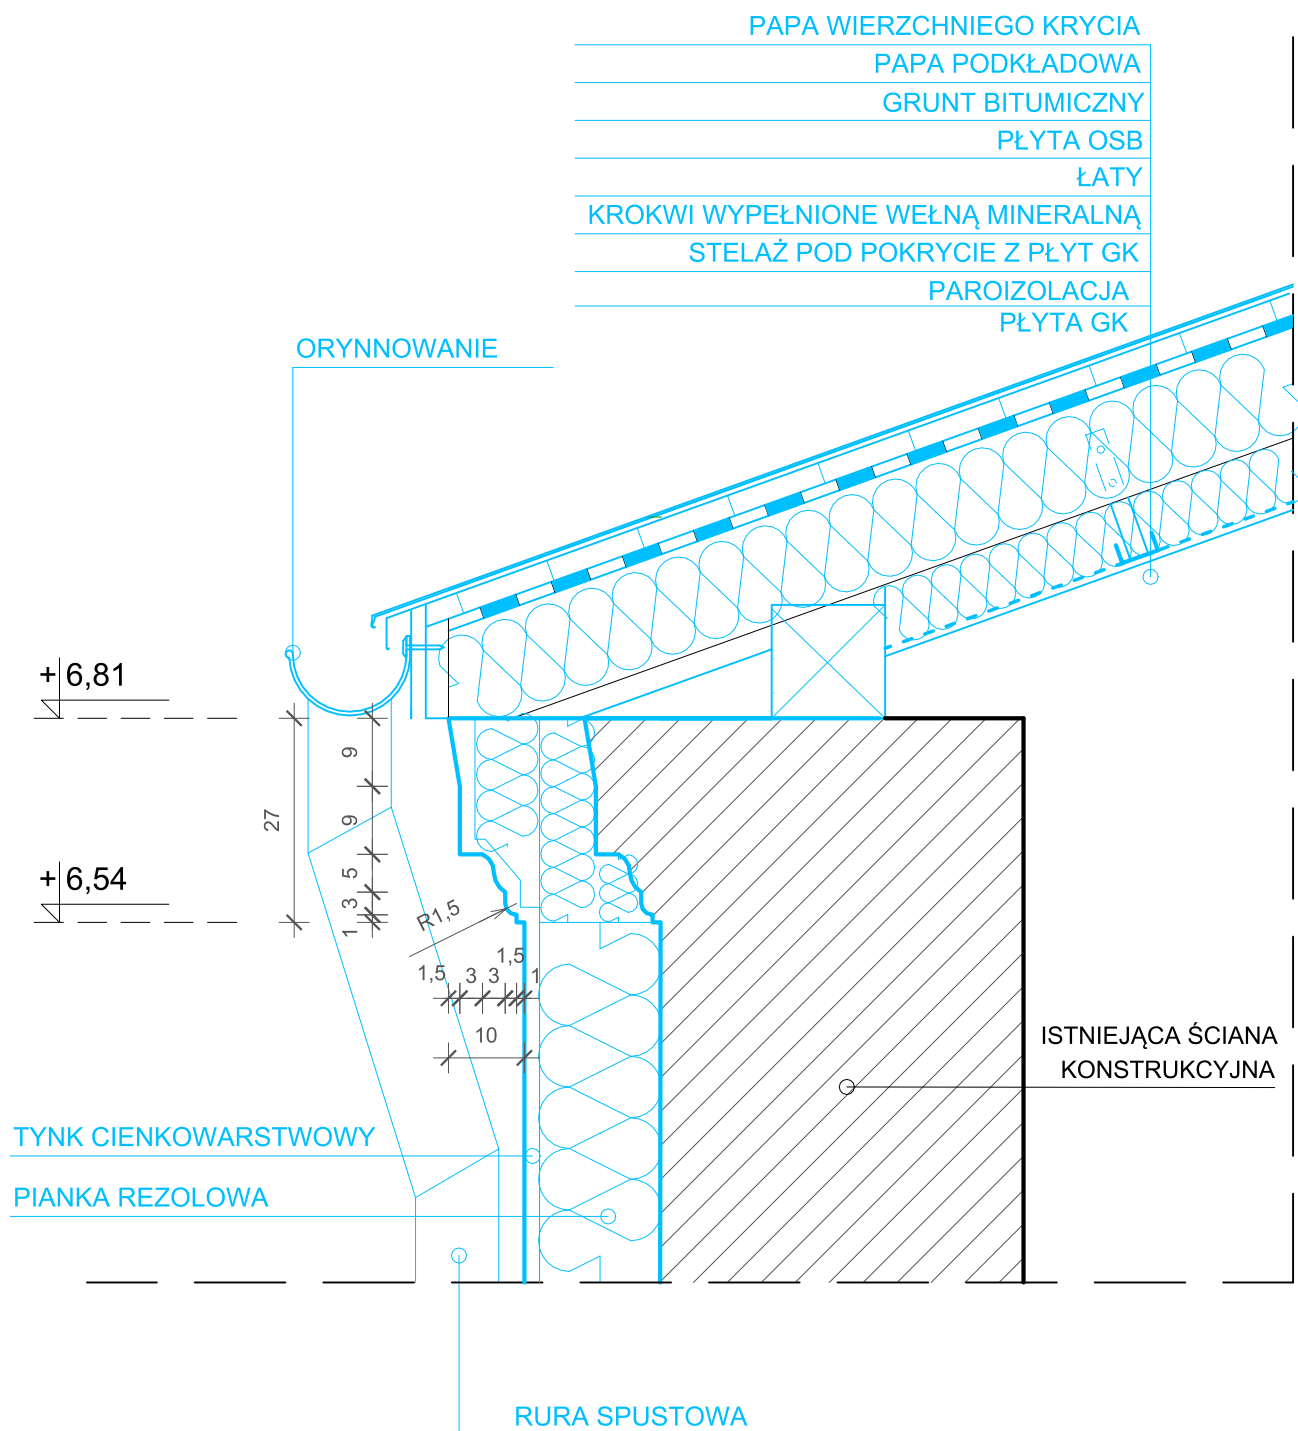 PAPA WIERZCHNIEGO KRYCIA
PAPA PODKŁADOWA
GRUNT BITUMICZNY
PŁYTA OSB
ŁATY
KROKWI WYPEŁNIONE WEŁNĄ MINERALNĄ
STELAŻ POD POKRYCIE Z PŁYT GK
PAROIZOLACJA
PŁYTA GK
ORYNNOWANIE
+ 6,81
9
9
27
5
+ 6,54
3
1
R1,5
1,5
1,5 3 3 1
10
ISTNIEJĄCA ŚCIANA
KONSTRUKCYJNA
TYNK CIENKOWARSTWOWY
PIANKA REZOLOWA
RURA SPUSTOWA